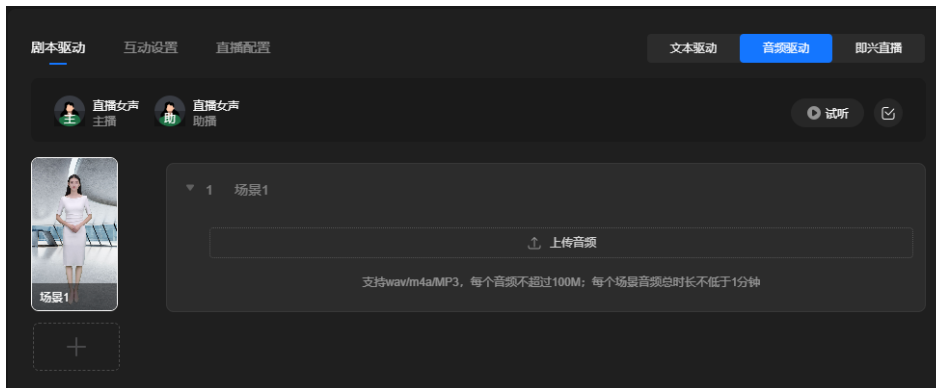 剧本驱动 互动设置 直播配置 文本驱动 音频驱动 即兴直播
主 直播女声 助 直播女声
主播 助播 试听
1 场景1
上传音频
支持wav/m4a/MP3，每个音频不超过100M；每个场景音频总时长不低于1分钟
场景1